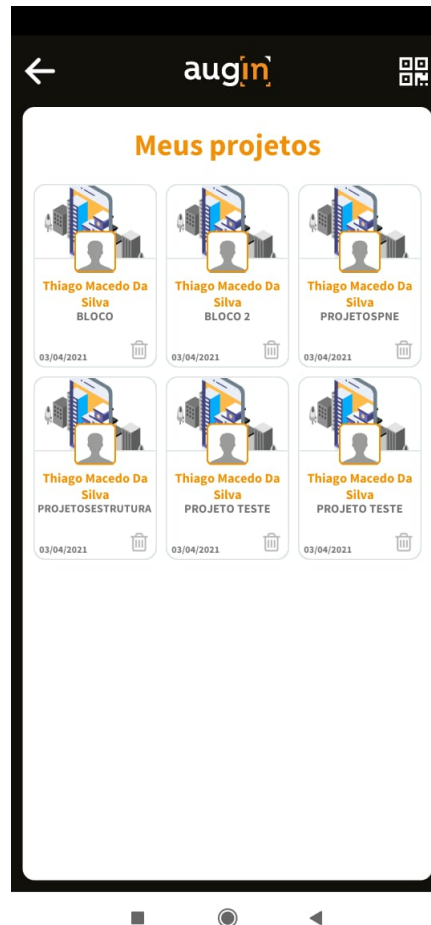 augin
Meus projetos
Thiago Macedo Da
Silva
BLOCO
03/04/2021
Thiago Macedo Da
Silva
BLOCO 2
03/04/2021
Thiago Macedo Da
Silva
PROJETOSPNE
03/04/2021
Thiago Macedo Da
Silva
PROJETOSESTRUTURA
03/04/2021
Thiago Macedo Da
Silva
PROJETO TESTE
03/04/2021
Thiago Macedo Da
Silva
PROJETO TESTE
03/04/2021